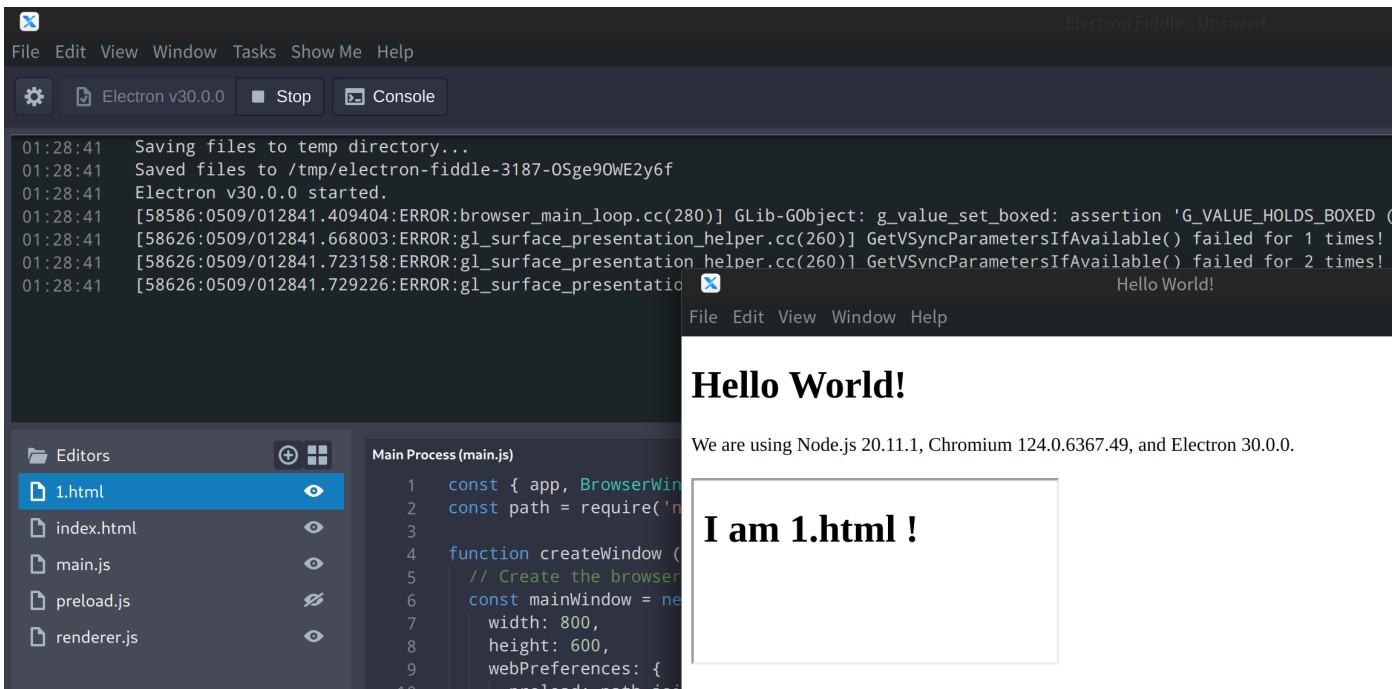 Electron Fiddle - Unsaved
File Edit View Window Tasks Show Me Help
Electron v30.0.0 Stop Console
01:28:41 Saving files to temp directory...
01:28:41 Saved files to /tmp/electron-fiddle-3187-OSge9OWE2y6f
01:28:41 Electron v30.0.0 started.
01:28:41 [58586:0509/012841.409404:ERROR:browser_main_loop.cc(280)] GLib-GObject: g_value_set_boxed: assertion 'G_VALUE_HOLDS_BOXED (
01:28:41 [58626:0509/012841.668003:ERROR:gl_surface_presentation_helper.cc(260)] GetVSyncParametersIfAvailable() failed for 1 times!
01:28:41 [58626:0509/012841.723158:ERROR:gl_surface_presentation_helper.cc(260)] GetVSyncParametersIfAvailable() failed for 2 times!
01:28:41 [58626:0509/012841.729226:ERROR:gl_surface_presentatio
Hello World!
File Edit View Window Help
Hello World!
We are using Node.js 20.11.1, Chromium 124.0.6367.49, and Electron 30.0.0.
I am 1.html !
Editors
1.html
index.html
main.js
preload.js
renderer.js
Main Process (main.js)
1 const { app, BrowserWin
2 const path = require('n
3
4 function createWindow (
5 // Create the browser
6 const mainWindow = ne
7 width: 800,
8 height: 600,
9 webPreferences: {
10 preload: path.joi